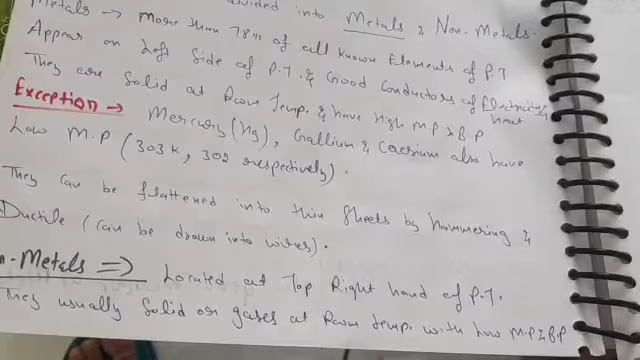 divided into Metals & Non-Metals.
Metals → More than 78% of all known Elements of P.T
Appear on left Side of P.T. & Good Conductors of Electricity & Heat
They are Solid at Room Temp. & have High M.P & B.P
Exception → Mercury (Hg), Gallium & Caesium also have
Low M.P (303K, 302 respectively).
They can be flattened into thin Sheets by hammering &
Ductile (Can be drawn into wires).
n-Metals ⇒ Located at Top Right hand of P.T.
They usually Solid or gases at Room temp. with low M.P & B.P